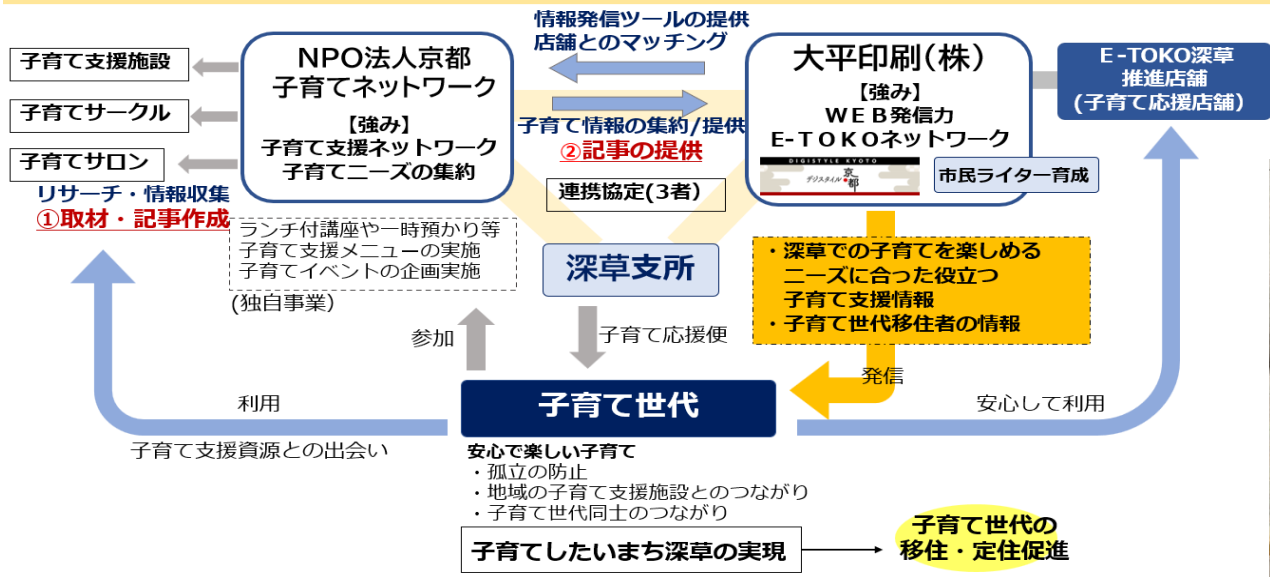 情報発信ツールの提供
店舗とのマッチング
子育て支援施設
子育てサークル
子育てサロン
リサーチ・情報収集
①取材・記事作成
NPO法人京都
子育てネットワーク
【強み】
子育て支援ネットワーク
子育てニーズの集約
子育て情報の集約/提供
②記事の提供
連携協定(3者)
大平印刷(株)
【強み】
WEB発信力
E-TOKOネットワーク
DIGISTYLE KYOTO
デジスタイル京都
市民ライター育成
E-TOKO深草
推進店舗
(子育て応援店舗)
ランチ付講座や一時預かり等
子育て支援メニューの実施
子育てイベントの企画実施
(独自事業)
深草支所
・深草での子育てを楽しめる
ニーズに合った役立つ
子育て支援情報
・子育て世代移住者の情報
参加
子育て応援便
発信
子育て世代
利用
子育て支援資源との出会い
安心して利用
安心で楽しい子育て
・孤立の防止
・地域の子育て支援施設とのつながり
・子育て世代同士のつながり
子育てしたいまち深草の実現
子育て世代の
移住・定住促進